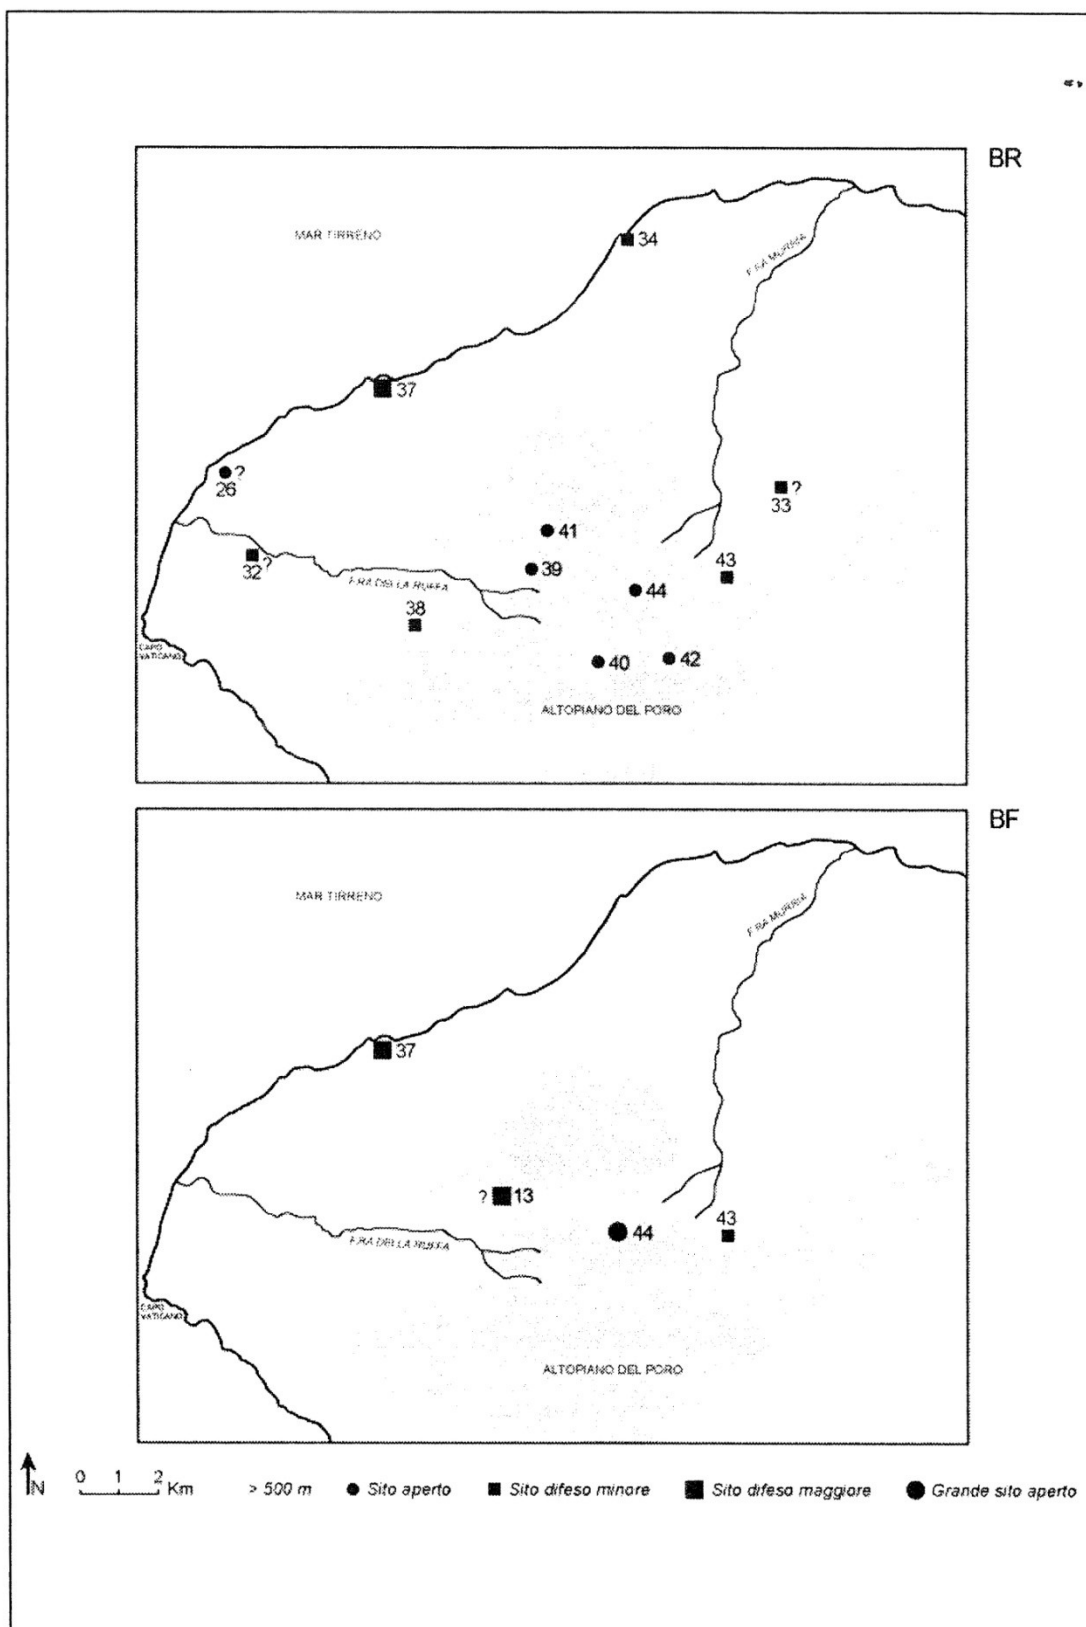 BR
MAR TIRRENO
34
F.RA MURRIA
37
26
?
33
?
41
32
?
39
43
F.RA DELLA RUFFA
44
38
CAPO
VATICANO
40
42
ALTOPIANO DEL PORO
BF
MAR TIRRENO
F.RA MURRIA
37
? 13
43
44
F.RA DELLA RUFFA
CAPO
VATICANO
ALTOPIANO DEL PORO
N
0 1 2 Km
> 500 m
Sito aperto
Sito difeso minore
Sito difeso maggiore
Grande sito aperto